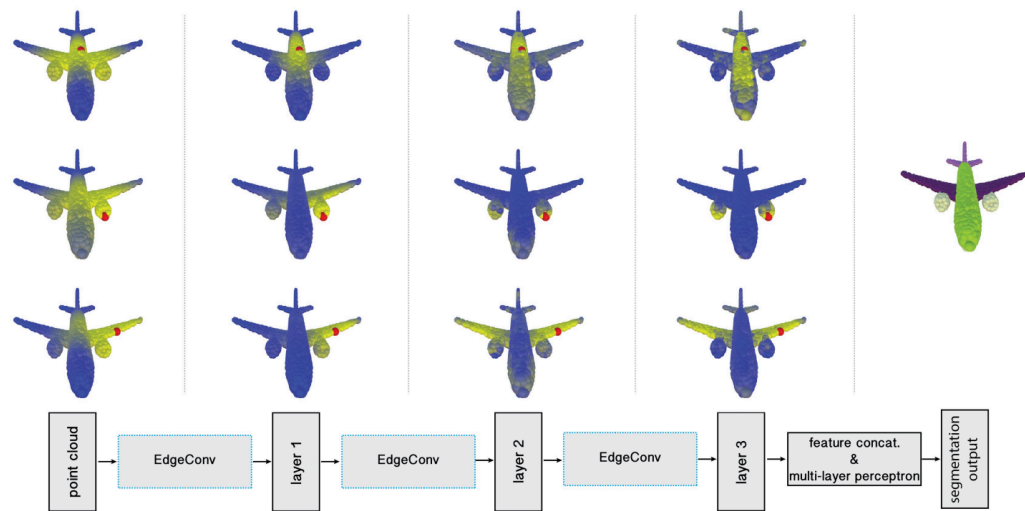 point cloud
EdgeConv
layer 1
EdgeConv
layer 2
EdgeConv
layer 3
feature concat.
&
multi-layer perceptron
segmentation
output